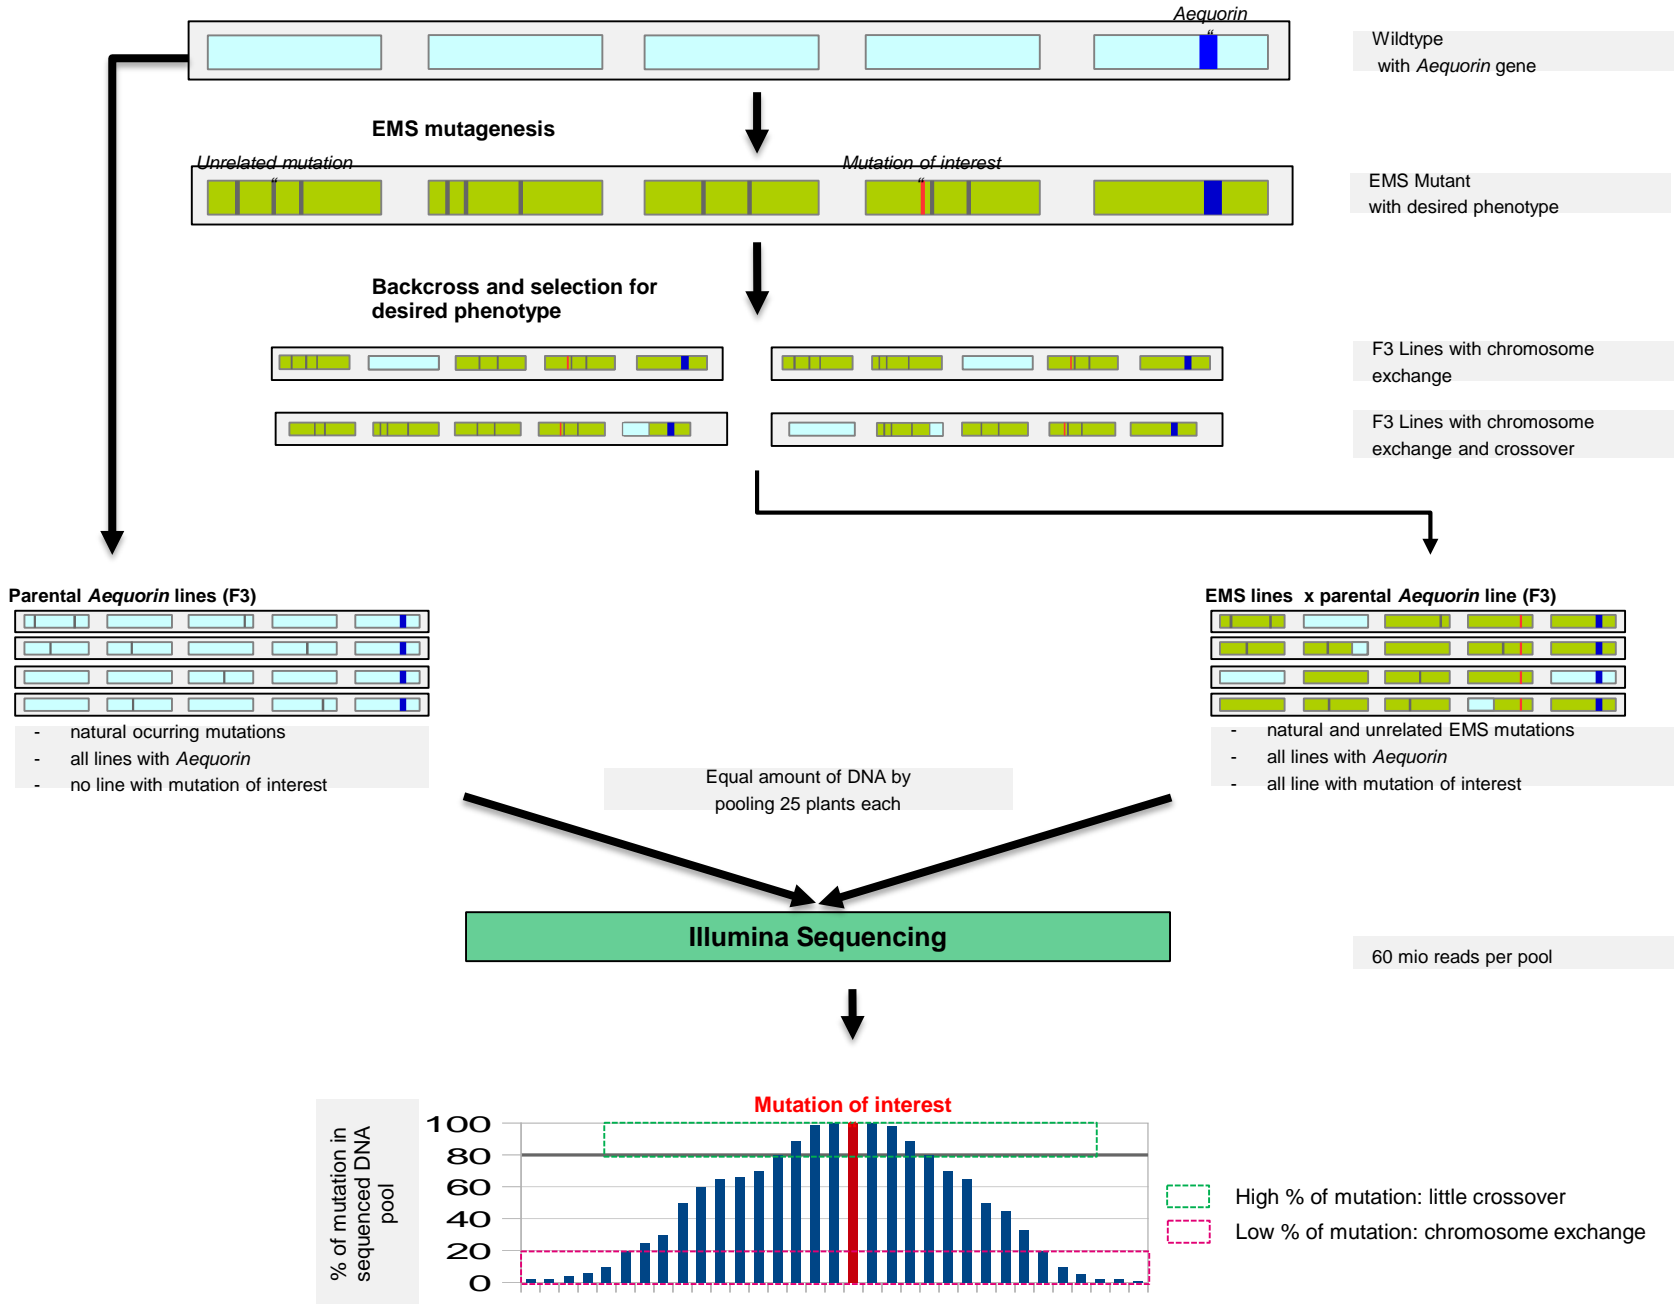 Aequorin
“
Wildtype
with Aequorin gene
EMS mutagenesis
Unrelated mutation
“
Mutation of interest
“
EMS Mutant
with desired phenotype
Backcross and selection for
desired phenotype
F3 Lines with chromosome
exchange
F3 Lines with chromosome
exchange and crossover
Parental Aequorin lines (F3)
- natural ocurring mutations
- all lines with Aequorin
- no line with mutation of interest
EMS lines x parental Aequorin line (F3)
- natural and unrelated EMS mutations
- all lines with Aequorin
- all line with mutation of interest
Equal amount of DNA by
pooling 25 plants each
Illumina Sequencing
60 mio reads per pool
% of mutation in
sequenced DNA
pool
Mutation of interest
100
80
60
40
20
0
High % of mutation: little crossover
Low % of mutation: chromosome exchange